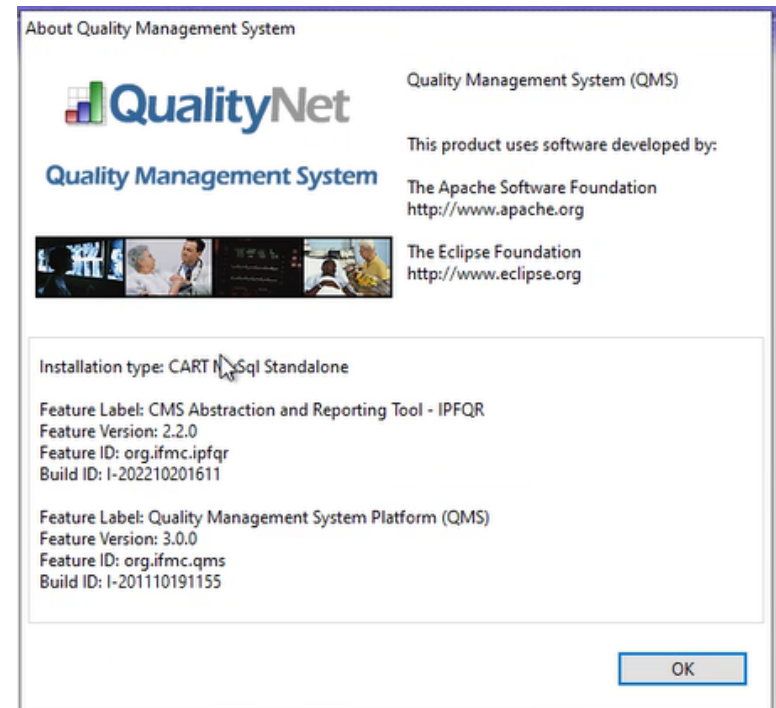 About Quality Management System
QualityNet
Quality Management System
Quality Management System (QMS)
This product uses software developed by:
The Apache Software Foundation
http://www.apache.org
The Eclipse Foundation
http://www.eclipse.org
Installation type: CART MySql Standalone
Feature Label: CMS Abstraction and Reporting Tool - IPFQR
Feature Version: 2.2.0
Feature ID: org.ifmc.ipfqr
Build ID: I-202210201611
Feature Label: Quality Management System Platform (QMS)
Feature Version: 3.0.0
Feature ID: org.ifmc.qms
Build ID: I-201110191155
OK